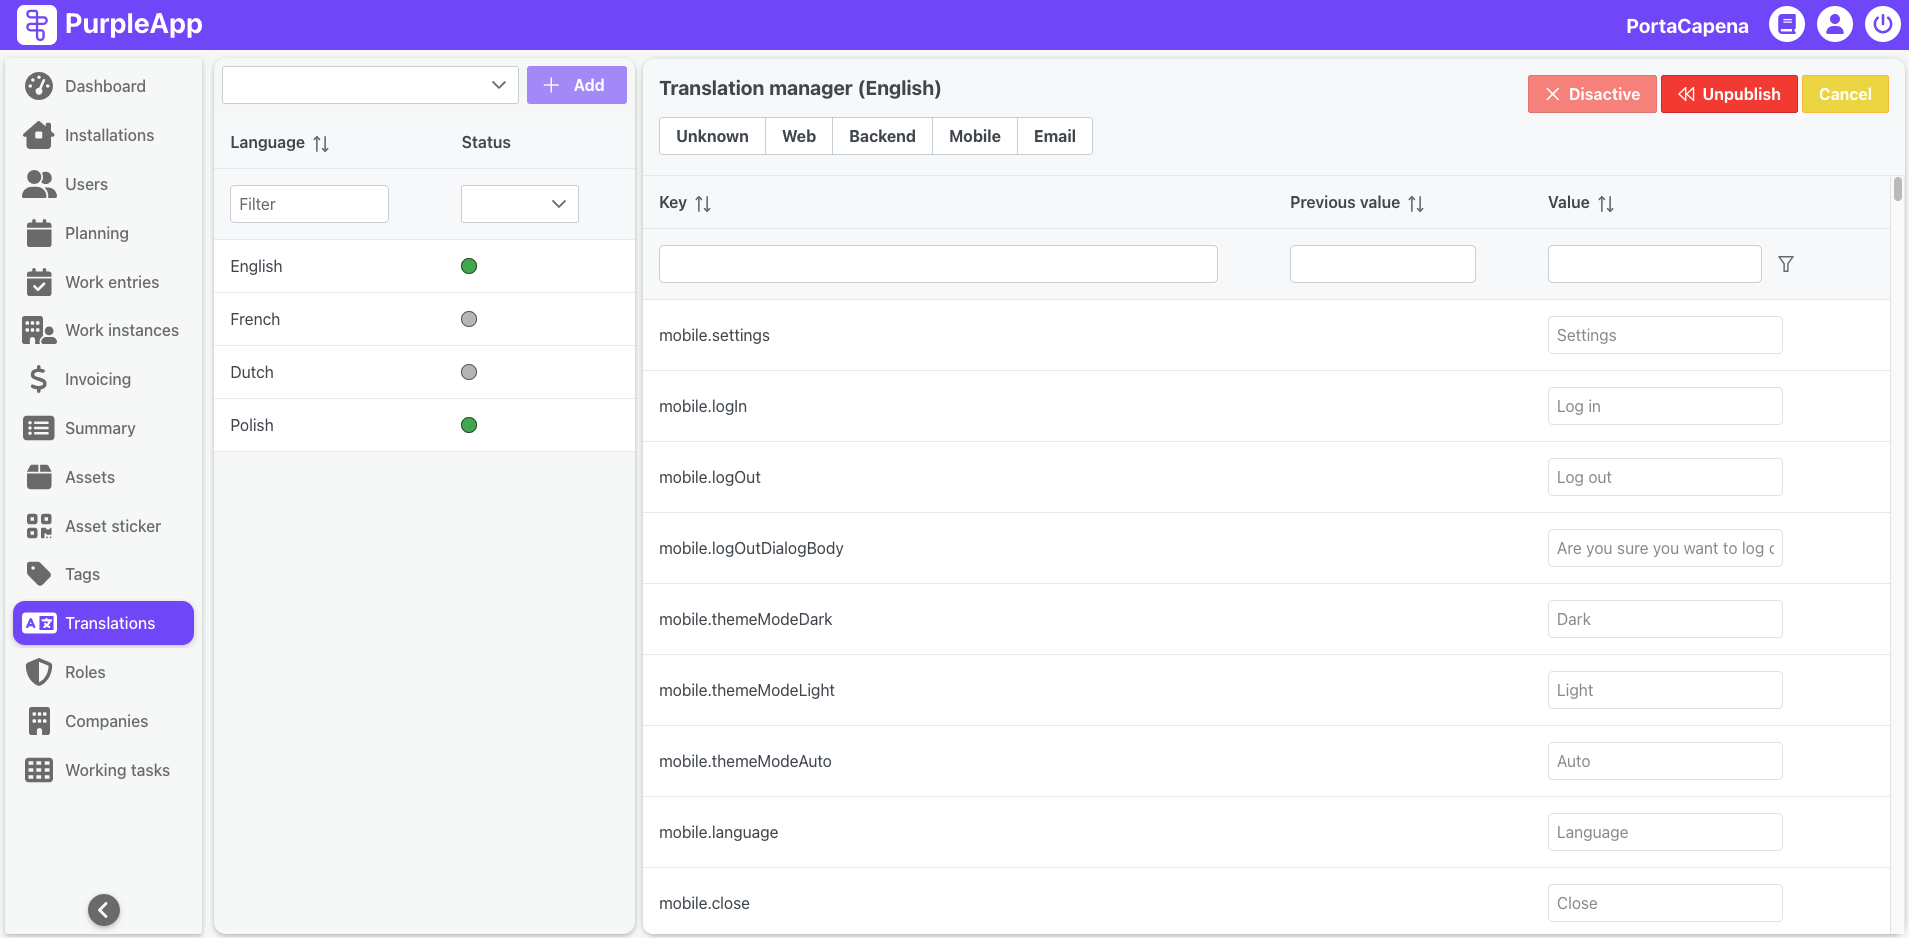 PurpleApp
PortaCapena
Dashboard
Installations
Users
Planning
Work entries
Work instances
Invoicing
Summary
Assets
Asset sticker
Tags
Translations
Roles
Companies
Working tasks
Add
Language
Status
Filter
English
French
Dutch
Polish
Translation manager (English)
Disactive
Unpublish
Cancel
Unknown
Web
Backend
Mobile
Email
Key
Previous value
Value
mobile.settings
Settings
mobile.logIn
Log in
mobile.logOut
Log out
mobile.logOutDialogBody
Are you sure you want to log
mobile.themeModeDark
Dark
mobile.themeModeLight
Light
mobile.themeModeAuto
Auto
mobile.language
Language
mobile.close
Close